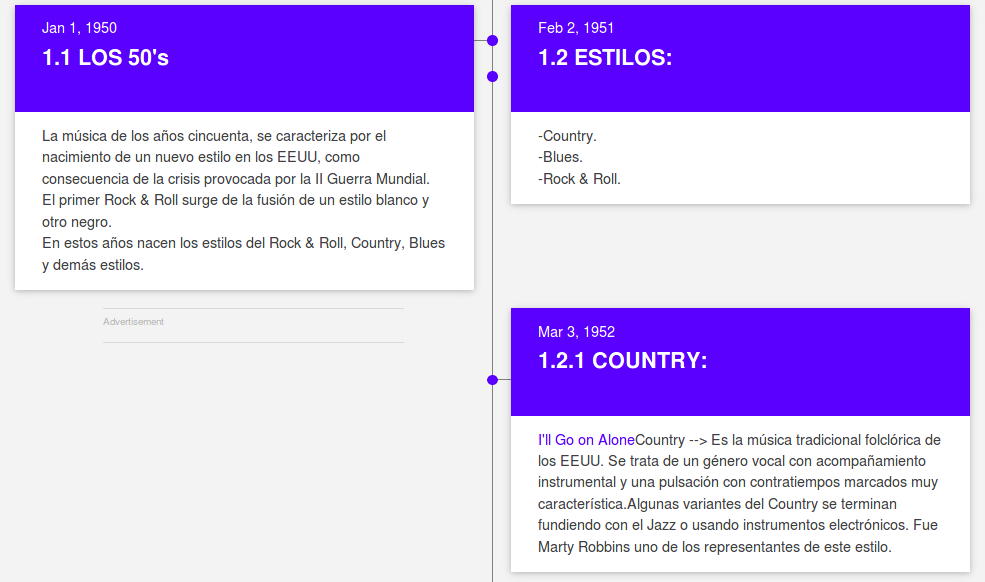 Jan 1, 1950
1.1 LOS 50's
La música de los años cincuenta, se caracteriza por el
nacimiento de un nuevo estilo en los EEUU, como
consecuencia de la crisis provocada por la II Guerra Mundial.
El primer Rock & Roll surge de la fusión de un estilo blanco y
otro negro.
En estos años nacen los estilos del Rock & Roll, Country, Blues
y demás estilos.
Feb 2, 1951
1.2 ESTILOS:
-Country.
-Blues.
-Rock & Roll.
Advertisement
Mar 3, 1952
1.2.1 COUNTRY:
I'll Go on AloneCountry --> Es la música tradicional folclórica de
los EEUU. Se trata de un género vocal con acompañamiento
instrumental y una pulsación con contratiempos marcados muy
característica.Algunas variantes del Country se terminan
fundiendo con el Jazz o usando instrumentos electrónicos. Fue
Marty Robbins uno de los representantes de este estilo.